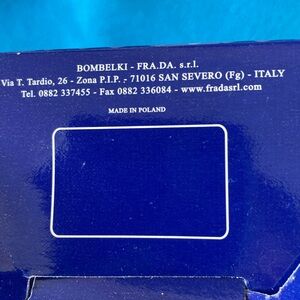 BOMBELKI - FRA.DA. s.r.l.
Via T. Tardio, 26 - Zona P.I.P. - 71016 SAN SEVERO (Fg) - ITALY
Tel. 0882 337455 - Fax 0882 336084 - www.fradasrl.com
MADE IN POLAND